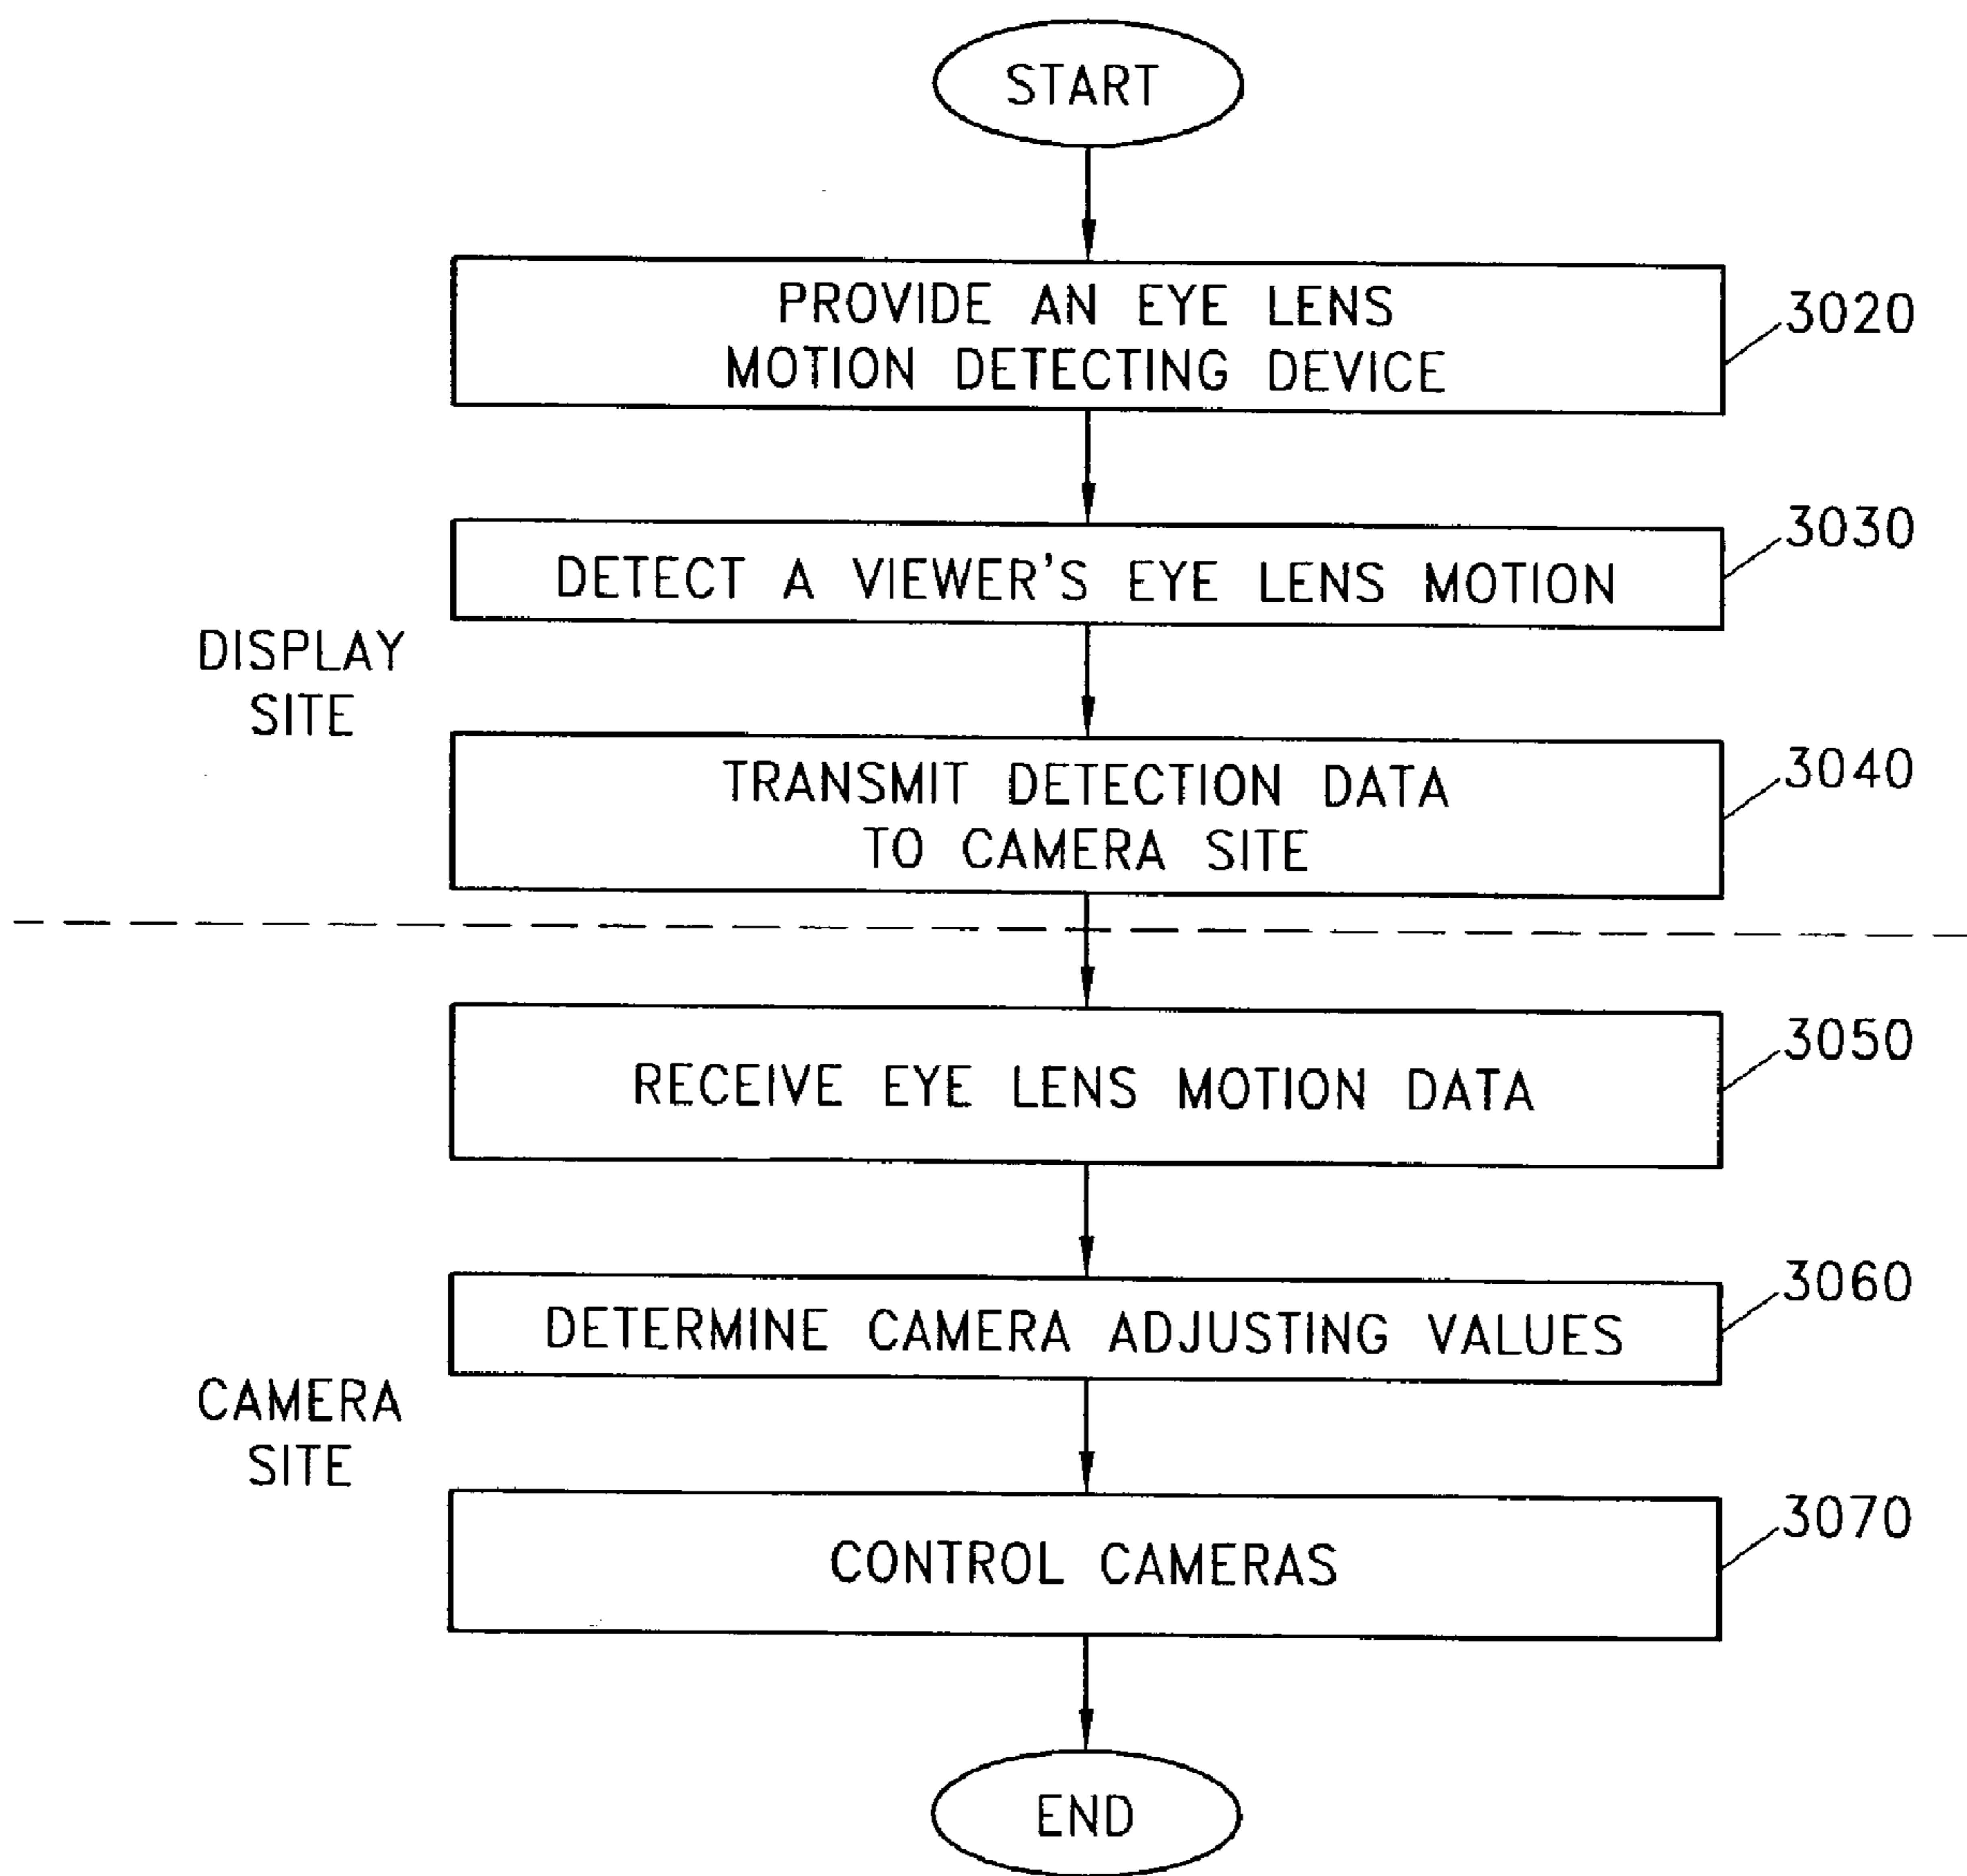 START
PROVIDE AN EYE LENS
MOTION DETECTING DEVICE
3020
DETECT A VIEWER'S EYE LENS MOTION
3030
DISPLAY
SITE
TRANSMIT DETECTION DATA
TO CAMERA SITE
3040
RECEIVE EYE LENS MOTION DATA
3050
DETERMINE CAMERA ADJUSTING VALUES
3060
CAMERA
SITE
CONTROL CAMERAS
3070
END